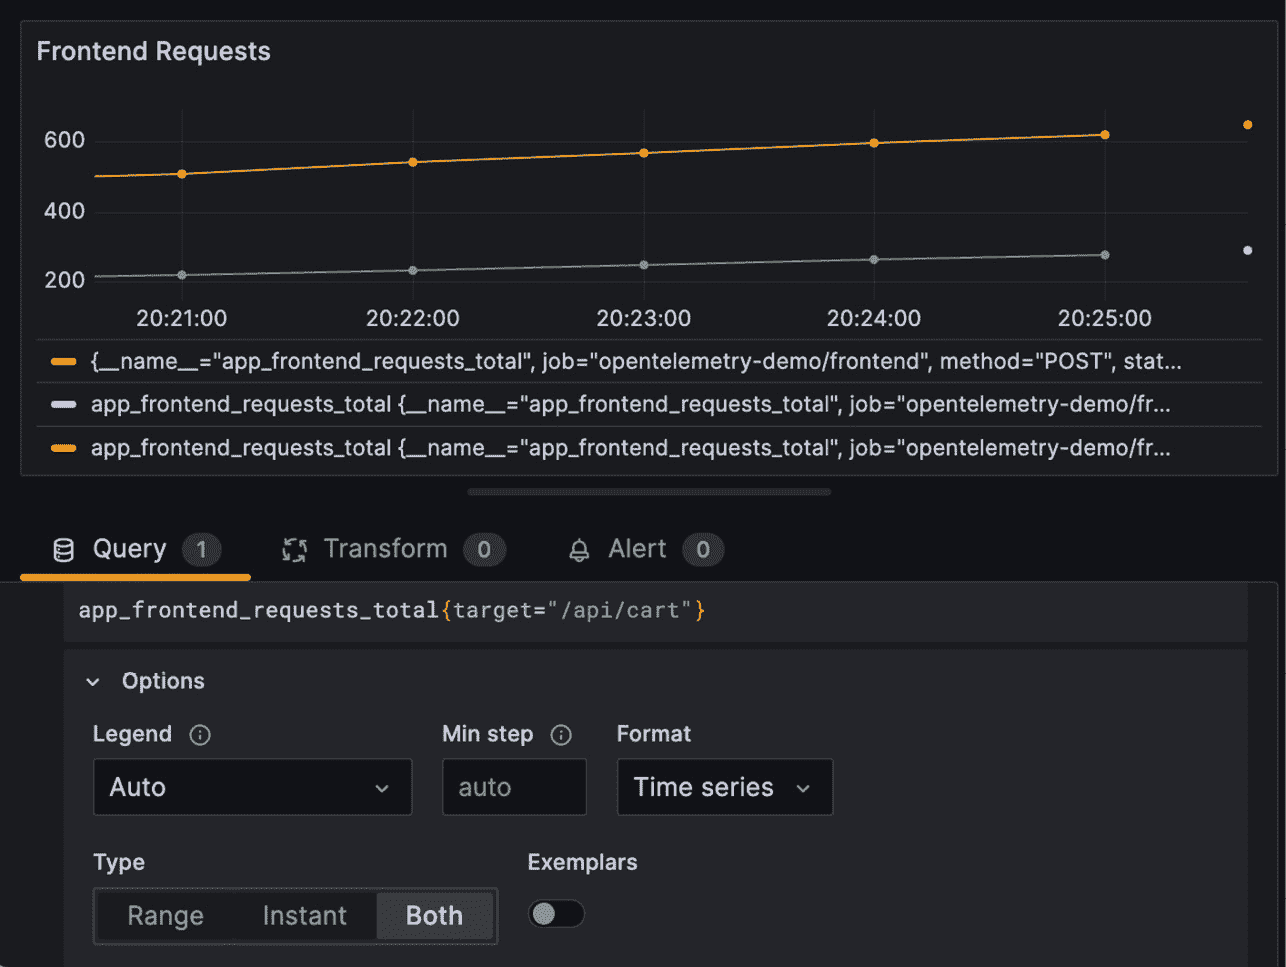 Frontend Requests
600
400
200
20:21:00 20:22:00 20:23:00 20:24:00 20:25:00
{__name__="app_frontend_requests_total", job="opentelemetry-demo/frontend", method="POST", stat...
app_frontend_requests_total {__name__="app_frontend_requests_total", job="opentelemetry-demo/fr...
app_frontend_requests_total {__name__="app_frontend_requests_total", job="opentelemetry-demo/fr...
Query 1 Transform 0 Alert 0
app_frontend_requests_total{target="/api/cart"}
Options
Legend Min step Format
Auto auto Time series
Type Exemplars
Range Instant Both